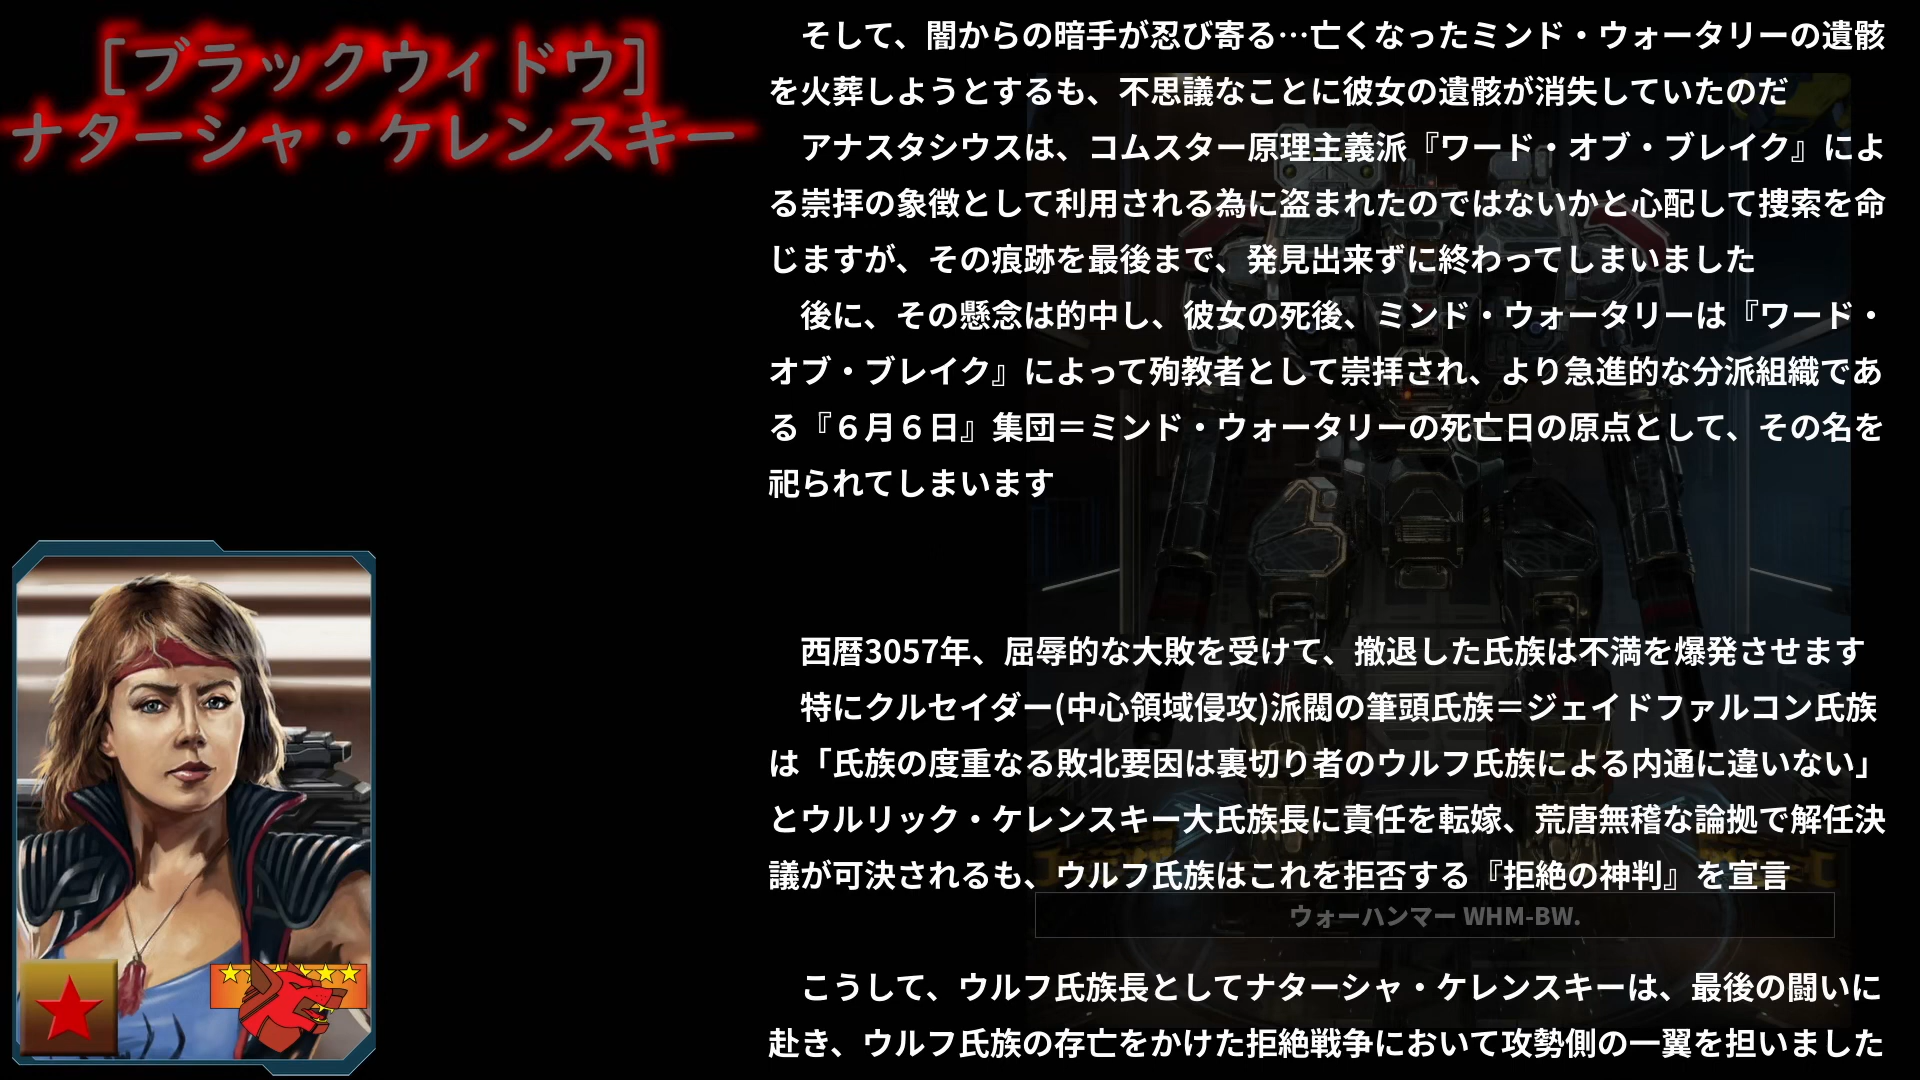 [ブラックウィドウ]
ナターシャ・ケレンスキー
そして、闇からの暗手が忍び寄る…亡くなったミンド・ウォータリーの遺骸
を火葬しようとするも、不思議なことに彼女の遺骸が消失していたのだ
アナスタシウスは、コムスター原理主義派『ワード・オブ・ブレイク』によ
る崇拝の象徴として利用される為に盗まれたのではないかと心配して捜索を命
じますが、その痕跡を最後まで、発見出来ずに終わってしまいました
後に、その懸念は的中し、彼女の死後、ミンド・ウォータリーは『ワード・
オブ・ブレイク』によって殉教者として崇拝され、より急進的な分派組織であ
る『６月６日』集団＝ミンド・ウォータリーの死亡日の原点として、その名を
祀られてしまいます
西暦3057年、屈辱的な大敗を受けて、撤退した氏族は不満を爆発させます
特にクルセイダー(中心領域侵攻)派閥の筆頭氏族＝ジェイドファルコン氏族
は「氏族の度重なる敗北要因は裏切り者のウルフ氏族による内通に違いない」
とウルリック・ケレンスキー大氏族長に責任を転嫁、荒唐無稽な論拠で解任決
議が可決されるも、ウルフ氏族はこれを拒否する『拒絶の神判』を宣言
ウォーハンマー WHM-BW.
こうして、ウルフ氏族長としてナターシャ・ケレンスキーは、最後の闘いに
赴き、ウルフ氏族の存亡をかけた拒絶戦争において攻勢側の一翼を担いました